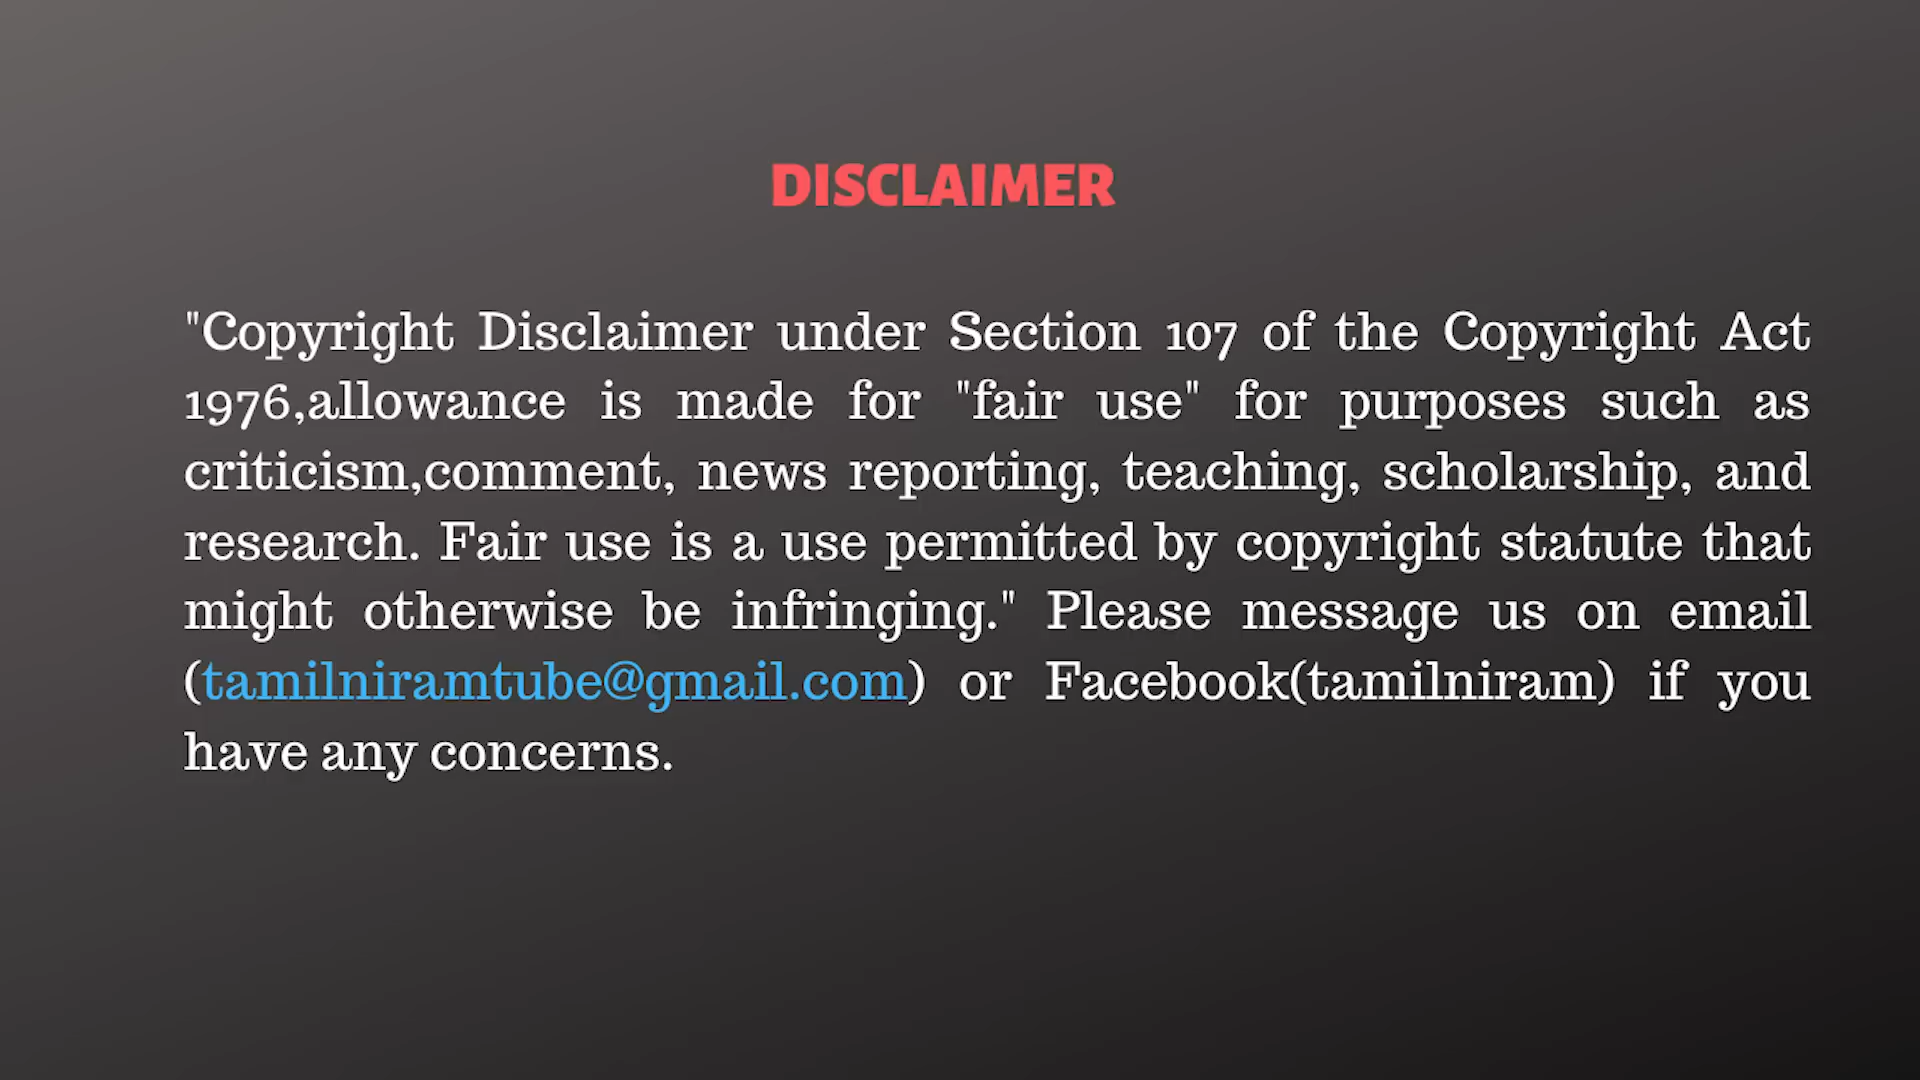 DISCLAIMER
"Copyright Disclaimer under Section 107 of the Copyright Act
1976,allowance is made for "fair use" for purposes such as
criticism,comment, news reporting, teaching, scholarship, and
research. Fair use is a use permitted by copyright statute that
might otherwise be infringing." Please message us on email
(tamilniramtube@gmail.com) or Facebook(tamilniram) if you
have any concerns.